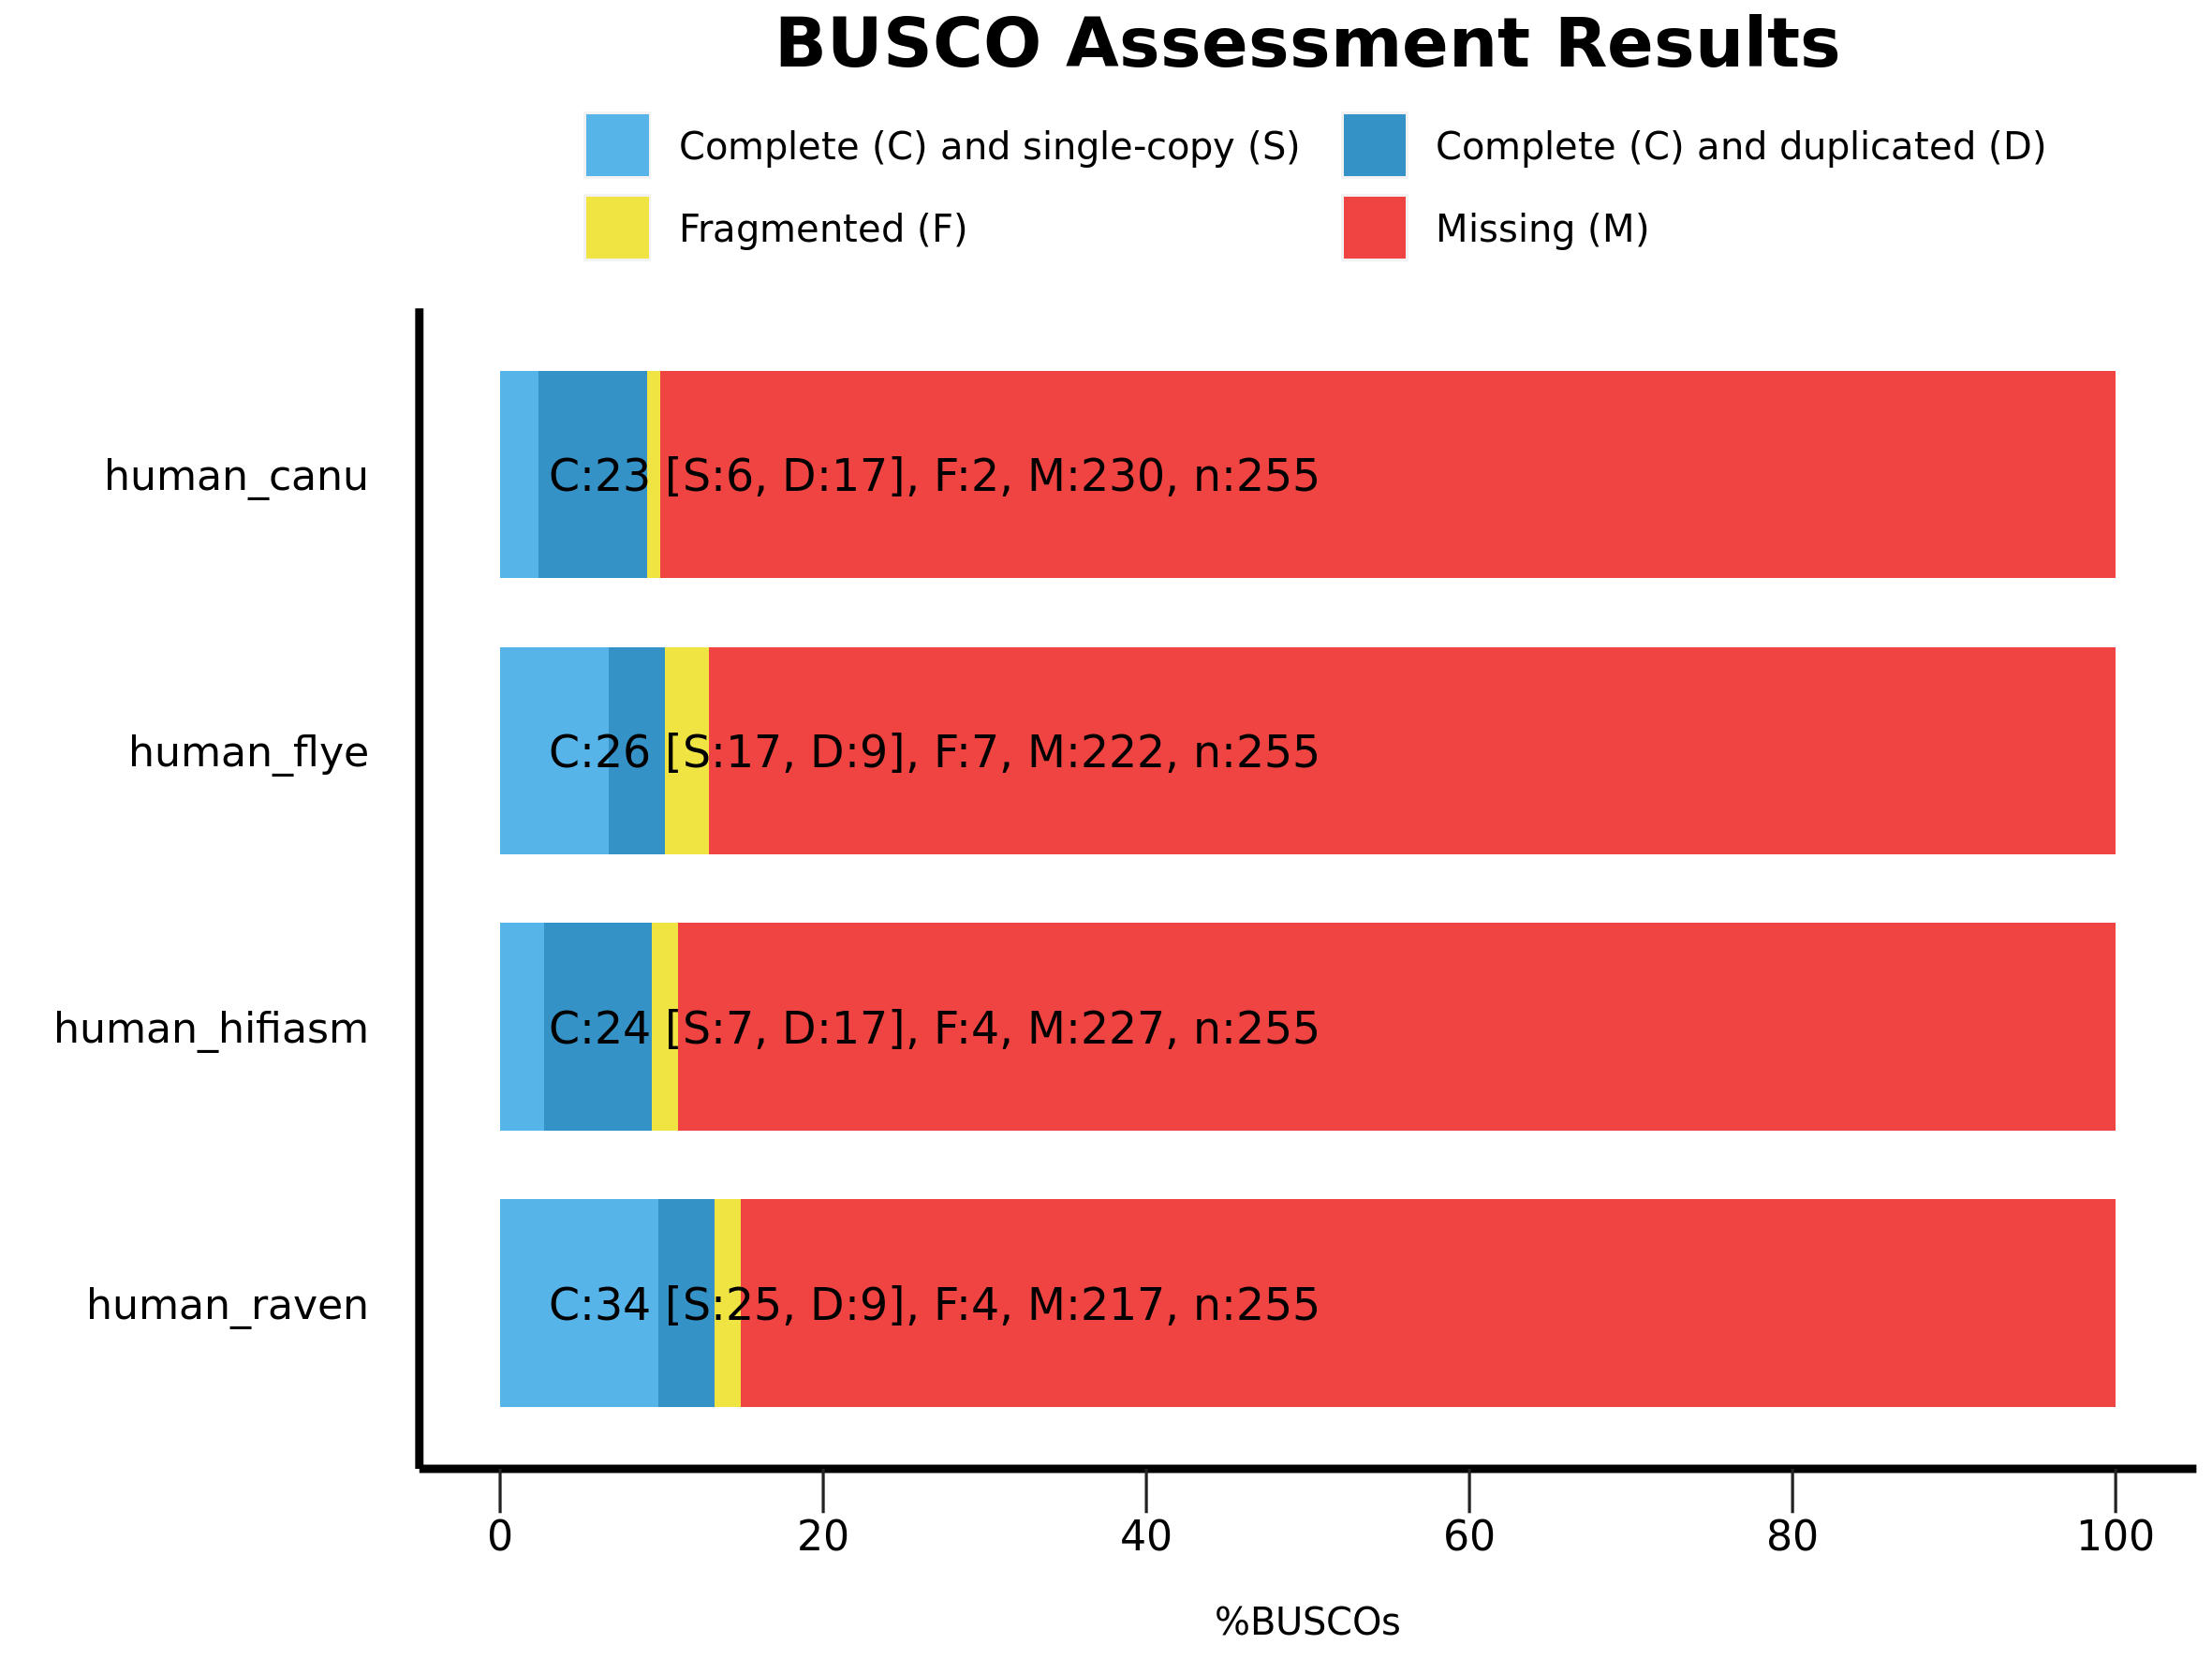 BUSCO Assessment Results
Complete (C) and single-copy (S) Complete (C) and duplicated (D)
Fragmented (F) Missing (M)
human_canu C:23 [S:6, D:17], F:2, M:230, n:255
human_flye C:26 [S:17, D:9], F:7, M:222, n:255
human_hifiasm C:24 [S:7, D:17], F:4, M:227, n:255
human_raven C:34 [S:25, D:9], F:4, M:217, n:255
0 20 40 60 80 100
%BUSCOs